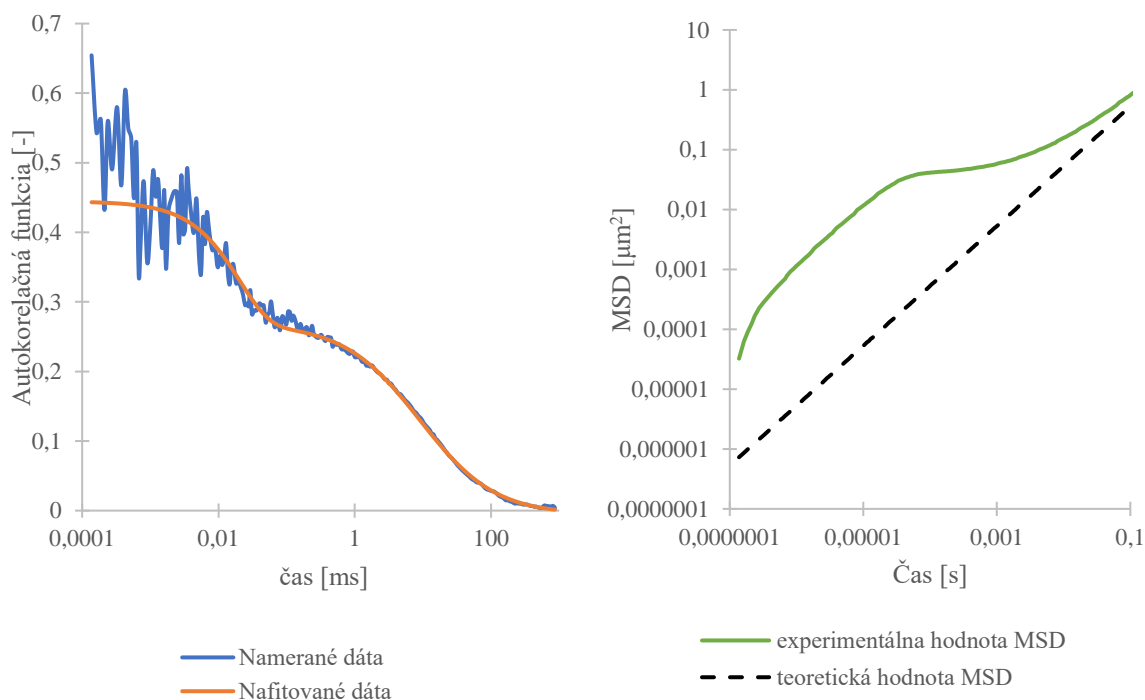 0,7
0,6
0,5
0,4
0,3
0,2
0,1
0
Autokorelačná funkcia [-]
0,0001 0,01 1 100
čas [ms]
Namerané dáta
Nafitované dáta
10
1
0,1
0,01
0,001
0,0001
0,00001
0,000001
0,0000001
MSD [µm²]
0,0000001 0,00001 0,001 0,1
Čas [s]
experimentálna hodnota MSD
teoretická hodnota MSD